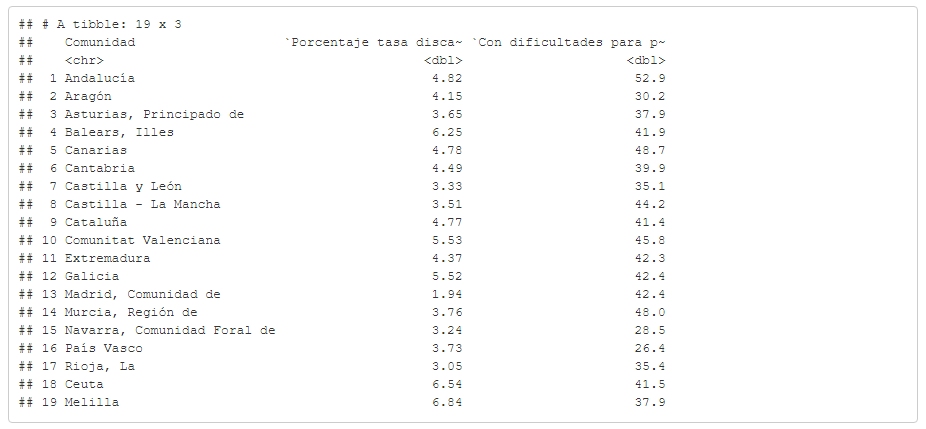 ## # A tibble: 19 x 3
##    Comunidad                   `Porcentaje tasa disca~ `Con dificultades para p~
##    <chr>                                         <dbl>                     <dbl>
##  1 Andalucía                                      4.82                      52.9
##  2 Aragón                                         4.15                      30.2
##  3 Asturias, Principado de                        3.65                      37.9
##  4 Balears, Illes                                 6.25                      41.9
##  5 Canarias                                       4.78                      48.7
##  6 Cantabria                                      4.49                      39.9
##  7 Castilla y León                                3.33                      35.1
##  8 Castilla - La Mancha                           3.51                      44.2
##  9 Cataluña                                       4.77                      41.4
## 10 Comunitat Valenciana                           5.53                      45.8
## 11 Extremadura                                    4.37                      42.3
## 12 Galicia                                        5.52                      42.4
## 13 Madrid, Comunidad de                           1.94                      42.4
## 14 Murcia, Región de                              3.76                      48.0
## 15 Navarra, Comunidad Foral de                    3.24                      28.5
## 16 País Vasco                                     3.73                      26.4
## 17 Rioja, La                                      3.05                      35.4
## 18 Ceuta                                          6.54                      41.5
## 19 Melilla                                        6.84                      37.9